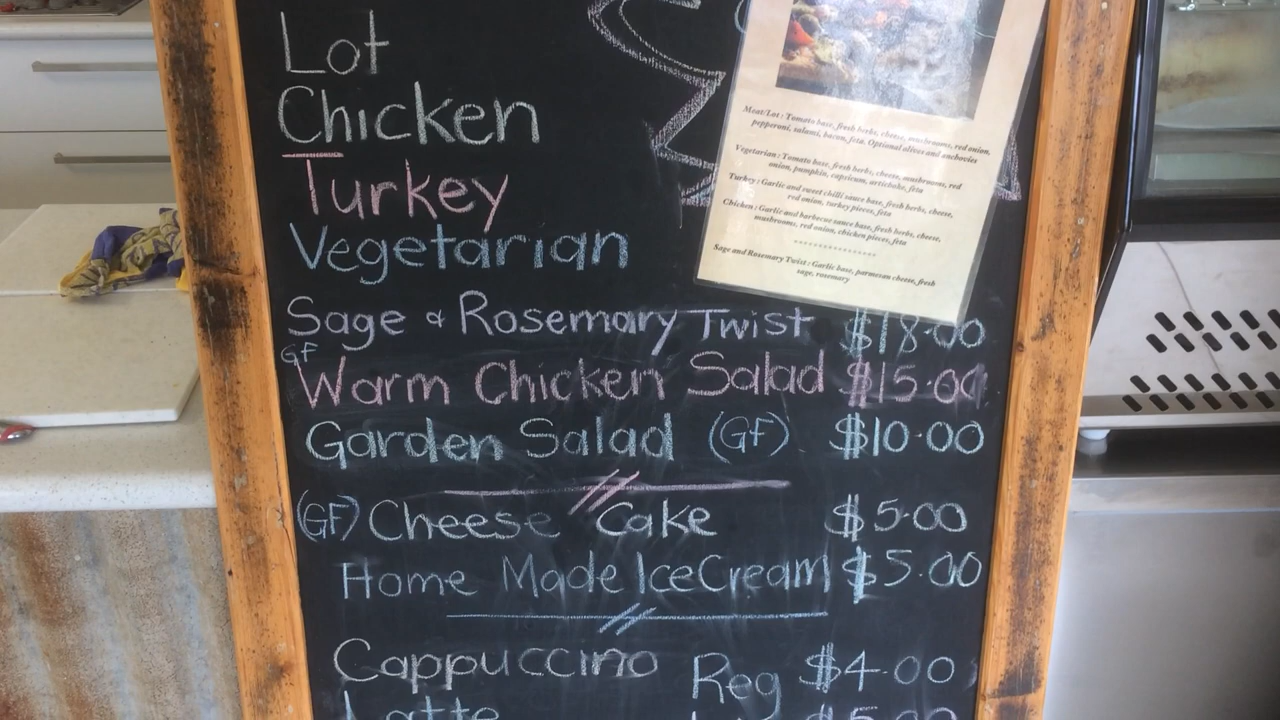 Lot
Chicken
Turkey
Vegetarian
Sage & Rosemary Twist $18.00
GF
Warm Chicken Salad $15.00
Garden Salad (GF) $10.00
(GF) Cheese Cake $5.00
Home Made IceCream $5.00
Cappuccino Reg $4.00
Latte $5.00
Meat/Lot : Tomato base, fresh herbs, cheese, mushrooms, red onion,
pepperoni, salami, bacon, feta. Optional olives and anchovies
Vegetarian : Tomato base, fresh herbs, cheese, mushrooms, red
onion, pumpkin, capsicum, artichoke, feta
Turkey : Garlic and sweet chilli sauce base, fresh herbs, cheese,
red onion, turkey pieces, feta
Chicken : Garlic and barbecue sauce base, fresh herbs, cheese,
mushrooms, red onion, chicken pieces, feta
Sage and Rosemary Twist : Garlic base, parmesan cheese, fresh
sage, rosemary